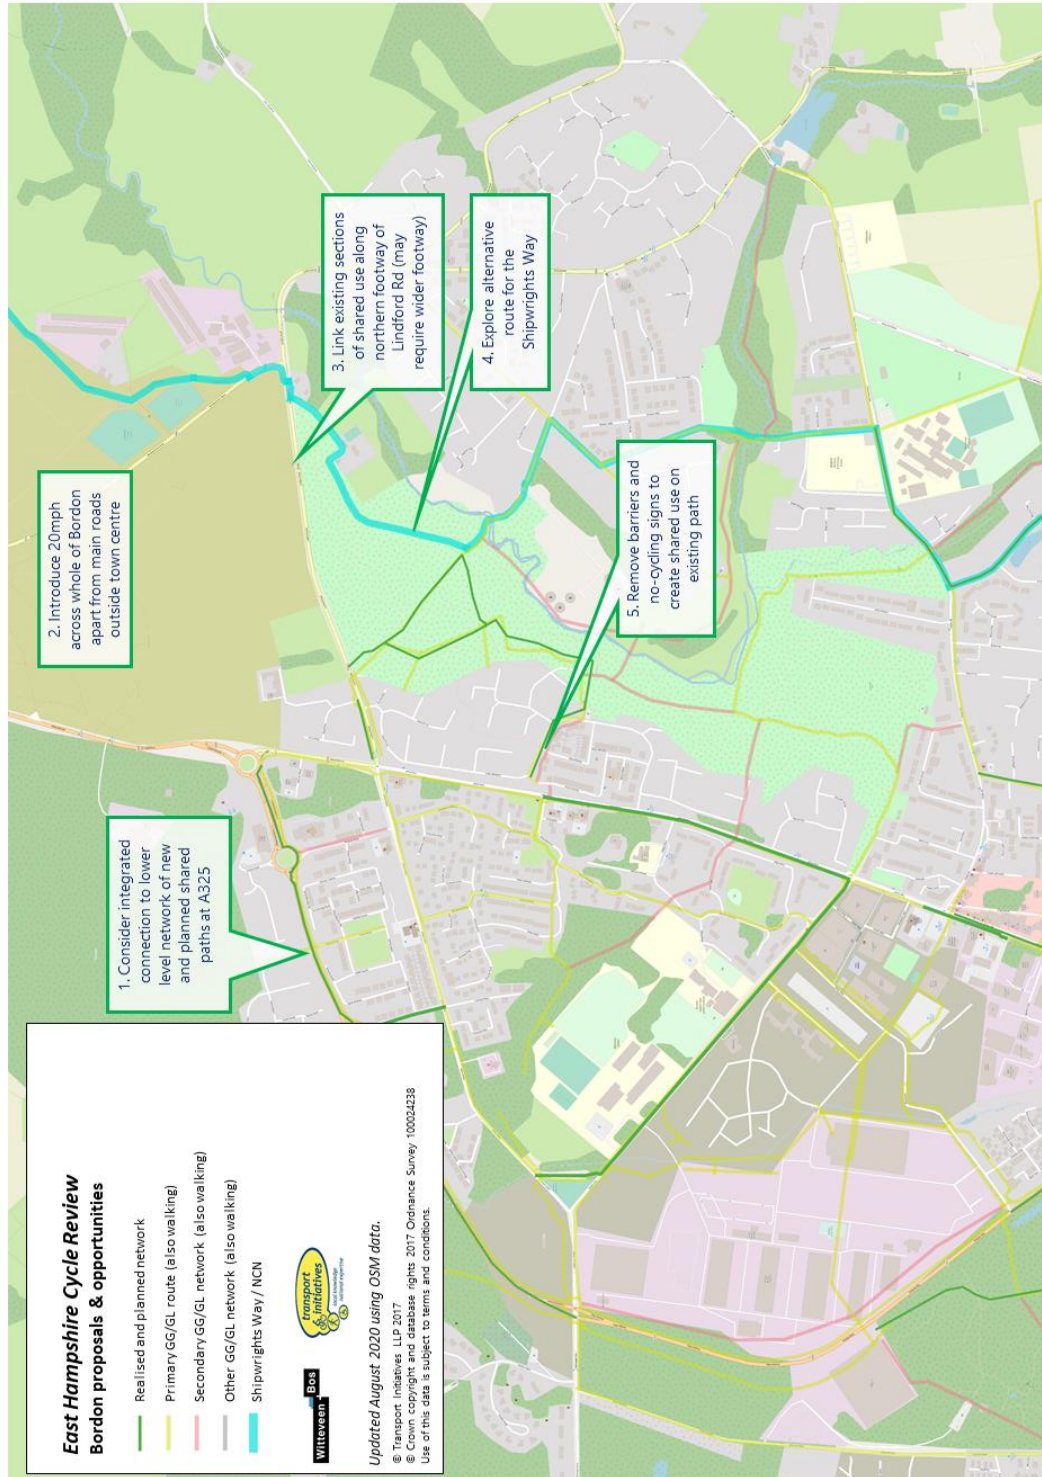 East Hampshire Cycle Review
Bordon proposals & opportunities
Realised and planned network
Primary GG/GL route (also walking)
Secondary GG/GL network (also walking)
Other GG/GL network (also walking)
Shipwrights Way / NCN
Witteveen Bos
transport
initiatives
local knowledge
national expertise
Updated August 2020 using OSM data.
© Transport Initiatives LLP 2017
© Crown copyright and database rights 2017 Ordnance Survey 100024238
Use of this data is subject to terms and conditions.
1. Consider integrated
connection to lower
level network of new
and planned shared
paths at A325
2. Introduce 20mph
across whole of Bordon
apart from main roads
outside town centre
3. Link existing sections
of shared use along
northern footway of
Lindford Rd (may
require wider footway)
4. Explore alternative
route for the
Shipwrights Way
5. Remove barriers and
no-cycling signs to
create shared use on
existing path